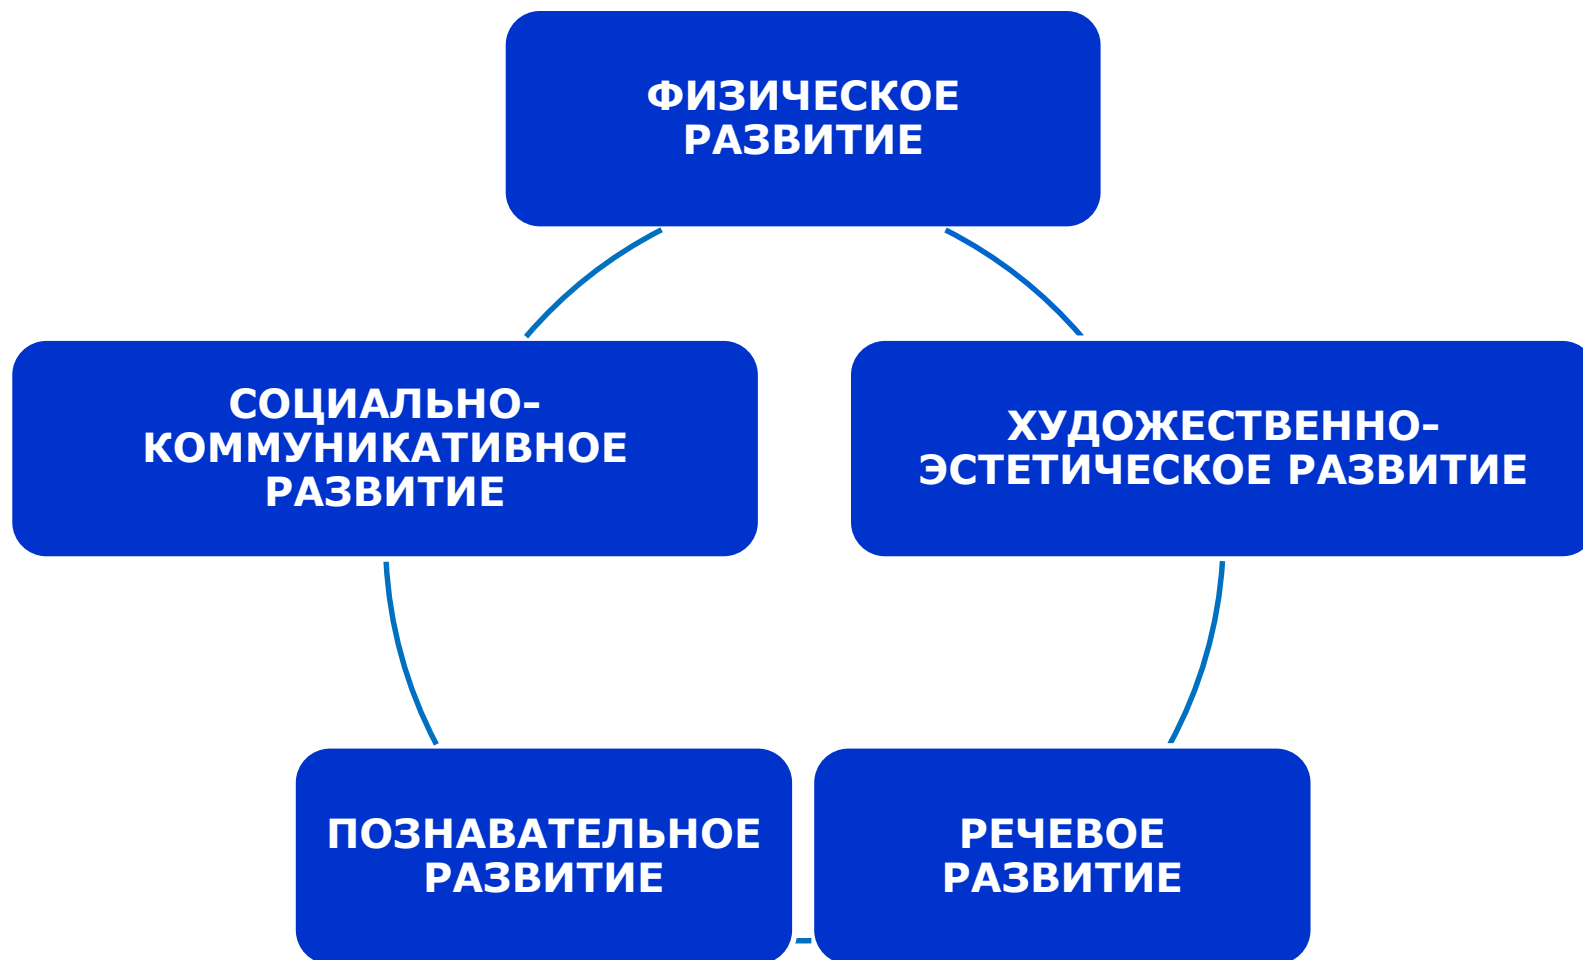 ФИЗИЧЕСКОЕ
РАЗВИТИЕ
СОЦИАЛЬНО–
КОММУНИКАТИВНОЕ
РАЗВИТИЕ
ХУДОЖЕСТВЕННО–
ЭСТЕТИЧЕСКОЕ РАЗВИТИЕ
ПОЗНАВАТЕЛЬНОЕ
РАЗВИТИЕ
РЕЧЕВОЕ
РАЗВИТИЕ